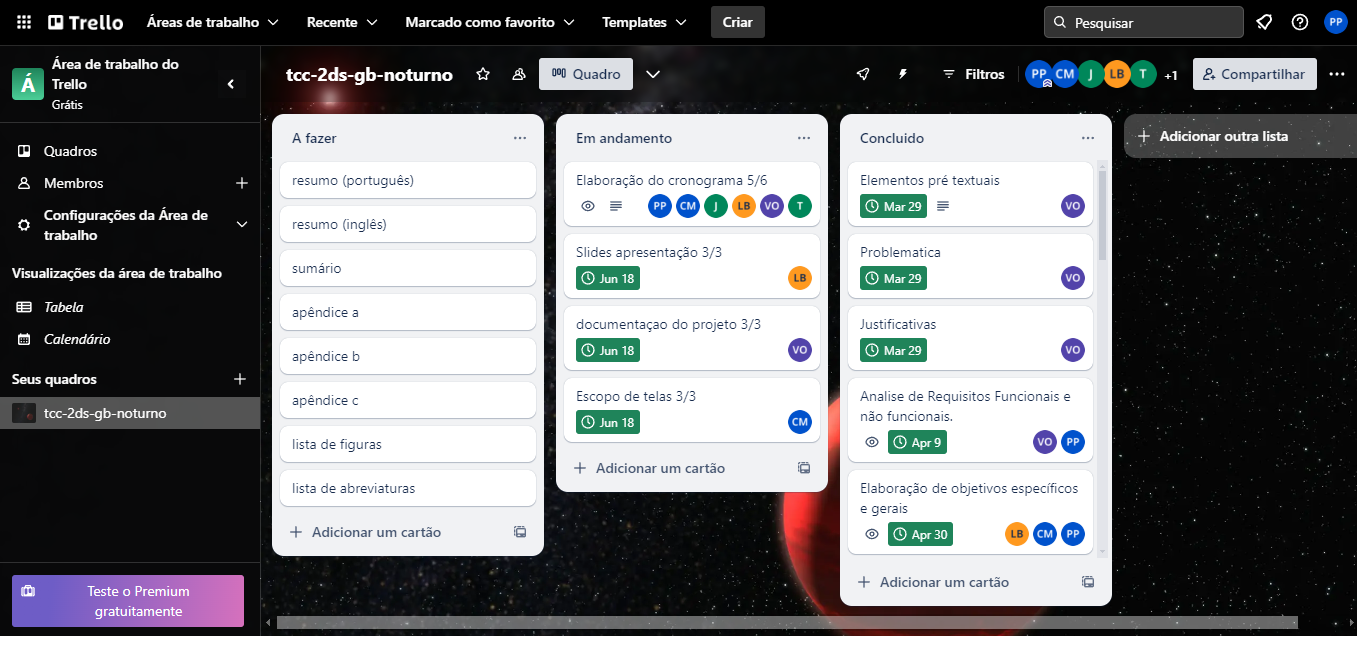 Trello
Áreas de trabalho
Recente
Marcado como favorito
Templates
Criar
Pesquisar
PP
Á
Área de trabalho do
Trello
Grátis
Quadros
Membros
Configurações da Área de
trabalho
Visualizações da área de trabalho
Tabela
Calendário
Seus quadros
tcc-2ds-gb-noturno
Teste o Premium
gratuitamente
tcc-2ds-gb-noturno
Quadro
Filtros
PP CM J LB T +1
Compartilhar
A fazer
resumo (português)
resumo (inglês)
sumário
apêndice a
apêndice b
apêndice c
lista de figuras
lista de abreviaturas
Adicionar um cartão
Em andamento
Elaboração do cronograma 5/6
PP CM J LB VO T
Slides apresentação 3/3
Jun 18 LB
documentaçao do projeto 3/3
Jun 18 VO
Escopo de telas 3/3
Jun 18 CM
Adicionar um cartão
Concluido
Elementos pré textuais
Mar 29 VO
Problematica
Mar 29 VO
Justificativas
Mar 29 VO
Analise de Requisitos Funcionais e
não funcionais.
Apr 9 VO PP
Elaboração de objetivos específicos
e gerais
Apr 30 LB CM PP
Adicionar um cartão
Adicionar outra lista